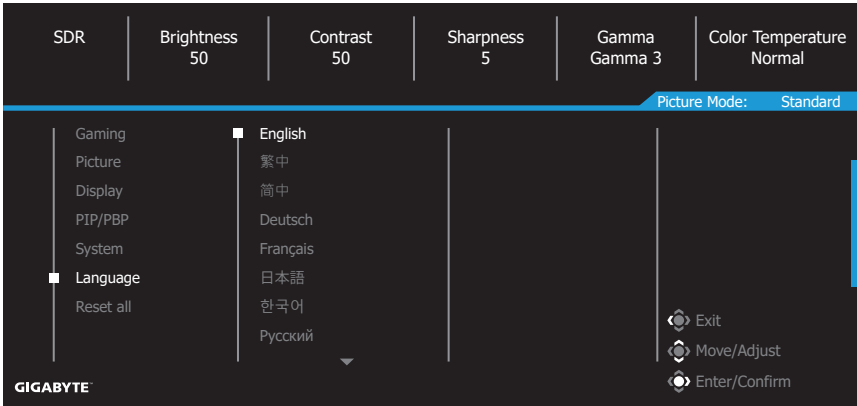 SDR Brightness Contrast Sharpness Gamma Color Temperature
50 50 5 Gamma 3 Normal
Picture Mode: Standard
Gaming English
Picture 繁中
Display 简中
PIP/PBP Deutsch
System Français
Language 日本語
Reset all 한국어
Exit
Русский
Move/Adjust
GIGABYTE™ Enter/Confirm